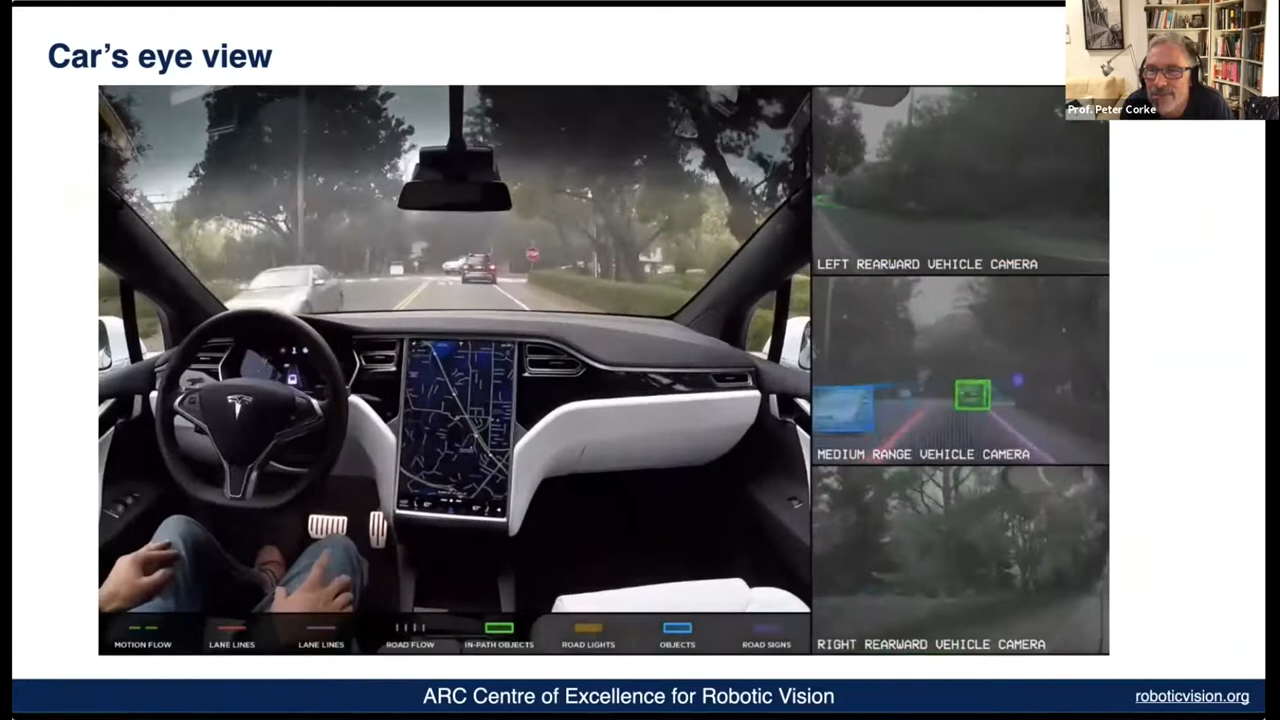 Car's eye view
Prof. Peter Corke
LEFT REARWARD VEHICLE CAMERA
MEDIUM RANGE VEHICLE CAMERA
RIGHT REARWARD VEHICLE CAMERA
MOTION FLOW
LANE LINES
LANE LINES
ROAD FLOW
IN-PATH OBJECTS
ROAD LIGHTS
OBJECTS
ROAD SIGNS
ARC Centre of Excellence for Robotic Vision
roboticvision.org